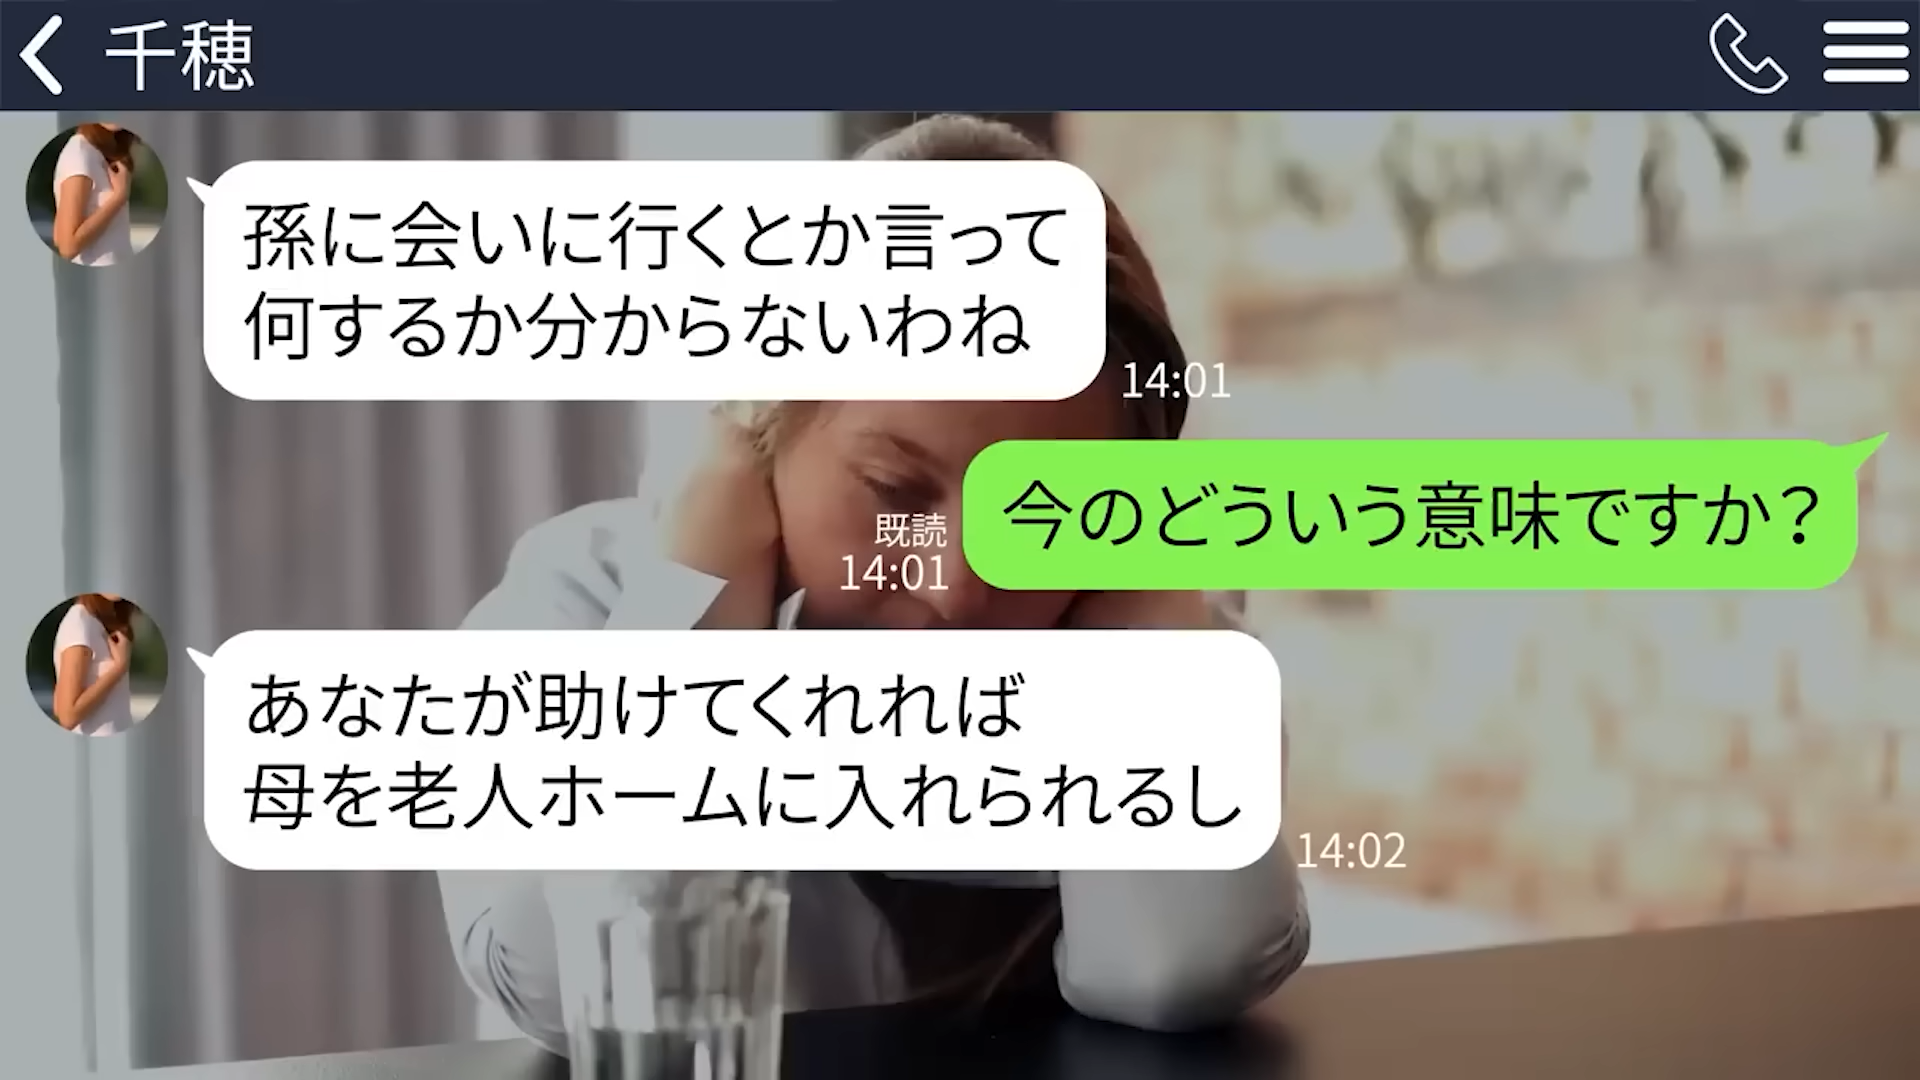 千穂
孫に会いに行くとか言って
何するか分からないわね
14:01
今のどういう意味ですか?
既読
14:01
あなたが助けてくれれば
母を老人ホームに入れられるし
14:02